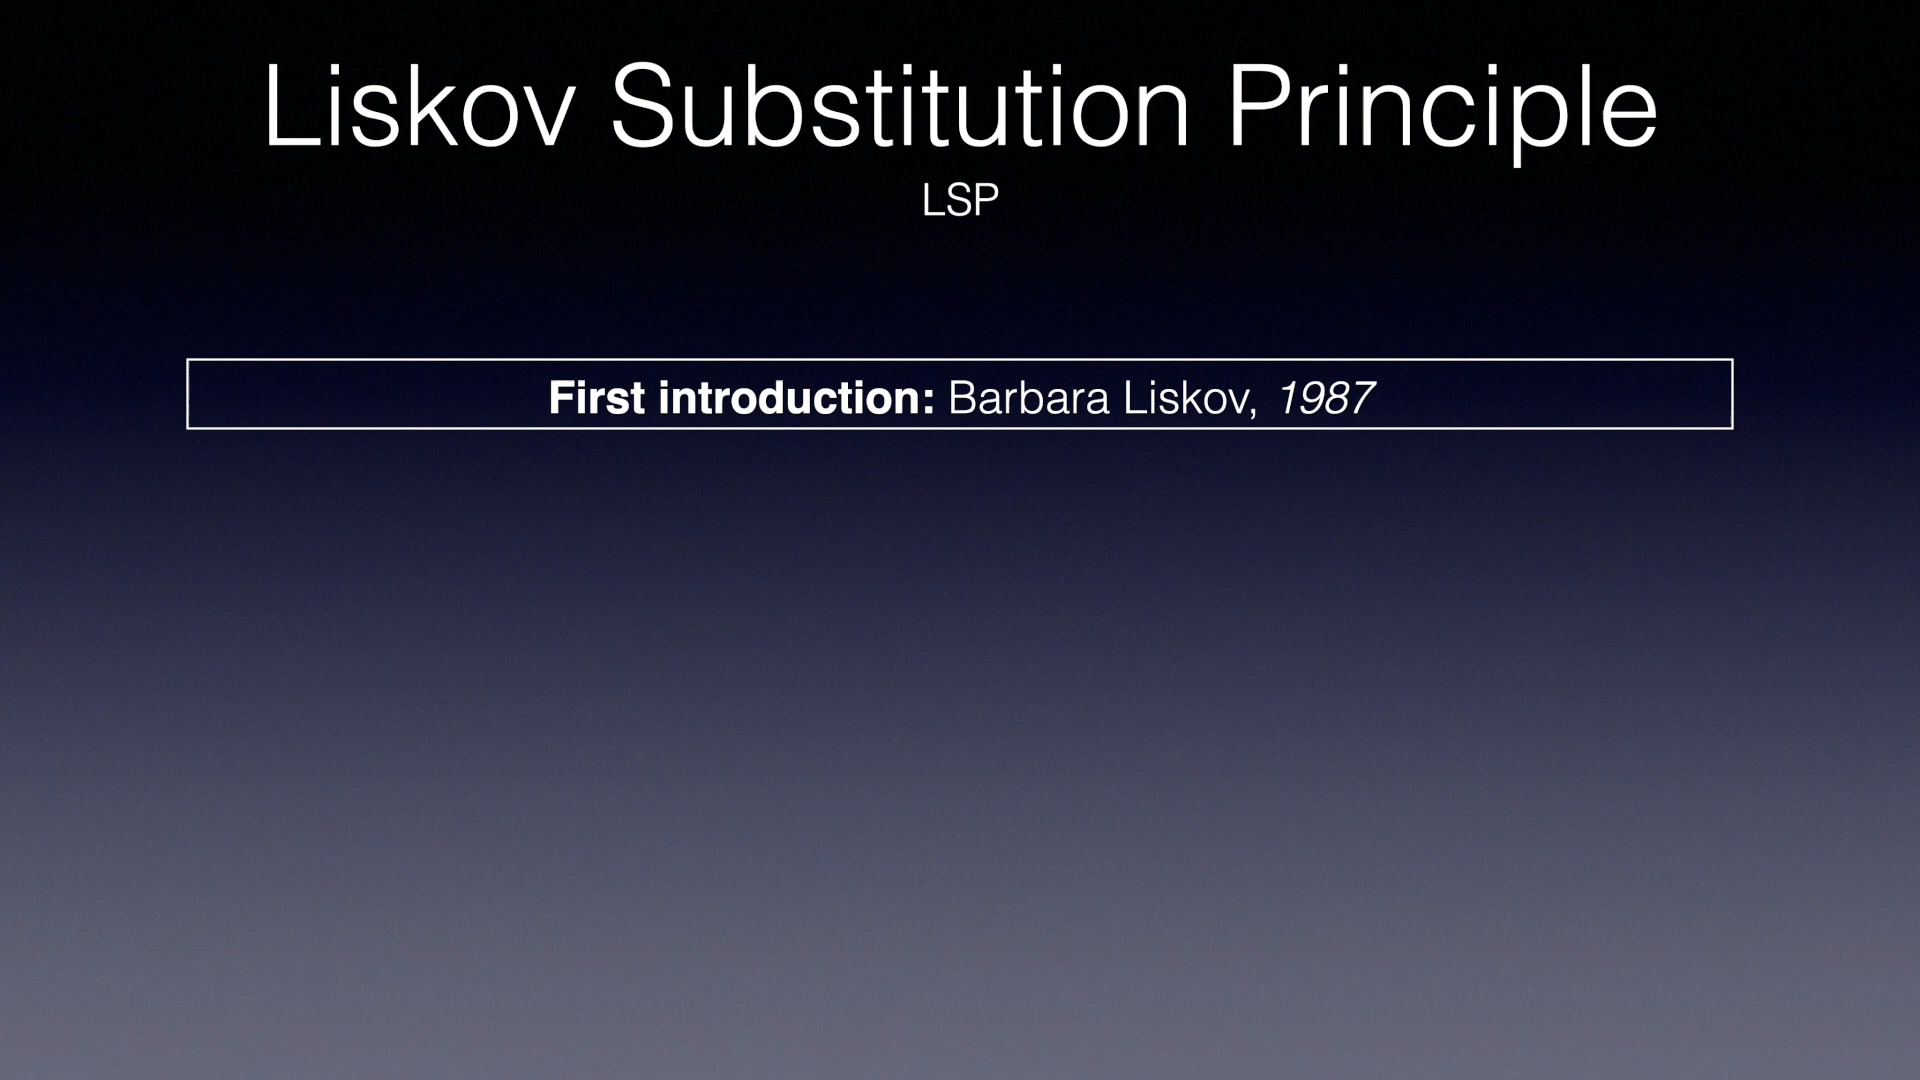 Liskov Substitution Principle
LSP
First introduction: Barbara Liskov, 1987